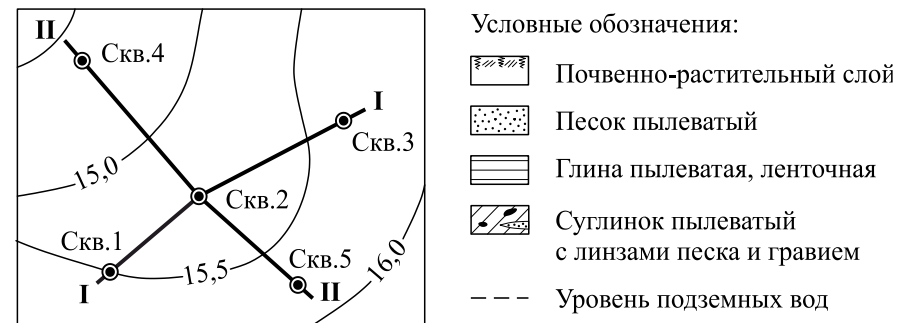 II
Скв.4
I
Скв.3
15,0
Скв.2
Скв.1
I
15,5
Скв.5
II
16,0
Условные обозначения:
Почвенно-растительный слой
Песок пылеватый
Глина пылеватая, ленточная
Суглинок пылеватый
с линзами песка и гравием
Уровень подземных вод